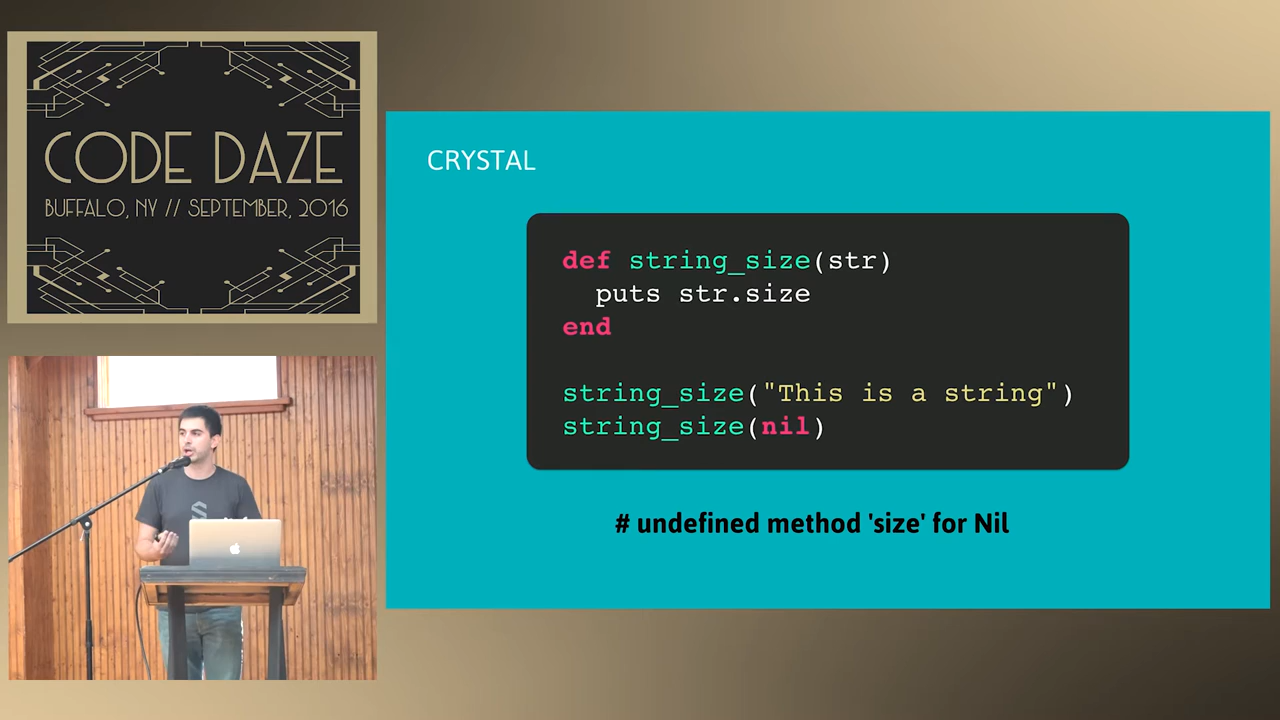 CODE DAZE
BUFFALO, NY // SEPTEMBER, 2016
CRYSTAL
def string_size(str)
  puts str.size
end
string_size("This is a string")
string_size(nil)
# undefined method 'size' for Nil